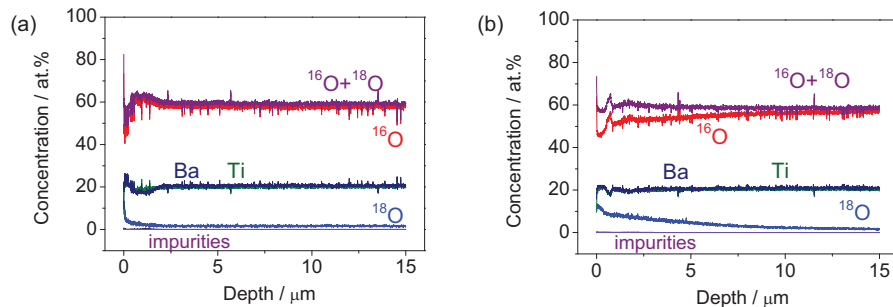 (a)
Concentration / at.%
100
80
60
40
20
0
¹⁶O+¹⁸O
¹⁶O
Ba
Ti
¹⁸O
impurities
0
5
10
15
Depth / μm
(b)
Concentration / at.%
100
80
60
40
20
0
¹⁶O+¹⁸O
¹⁶O
Ba
Ti
¹⁸O
impurities
0
5
10
15
Depth / μm